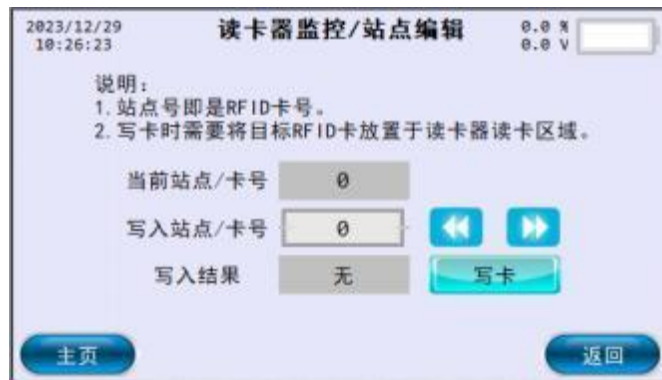 2023/12/29 读卡器监控/站点编辑 0.0 %
10:26:23 0.0 V
说明:
1. 站点号即是RFID卡号。
2. 写卡时需要将目标RFID卡放置于读卡器读卡区域。
当前站点/卡号 0
写入站点/卡号 0
写入结果 无 写卡
主页 返回